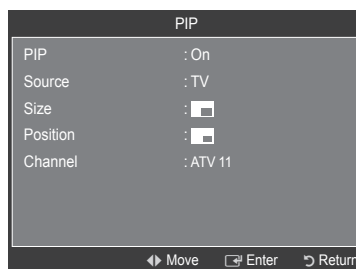 PIP
PIP : On
Source : TV
Size :
Position :
Channel : ATV 11
Move Enter Return